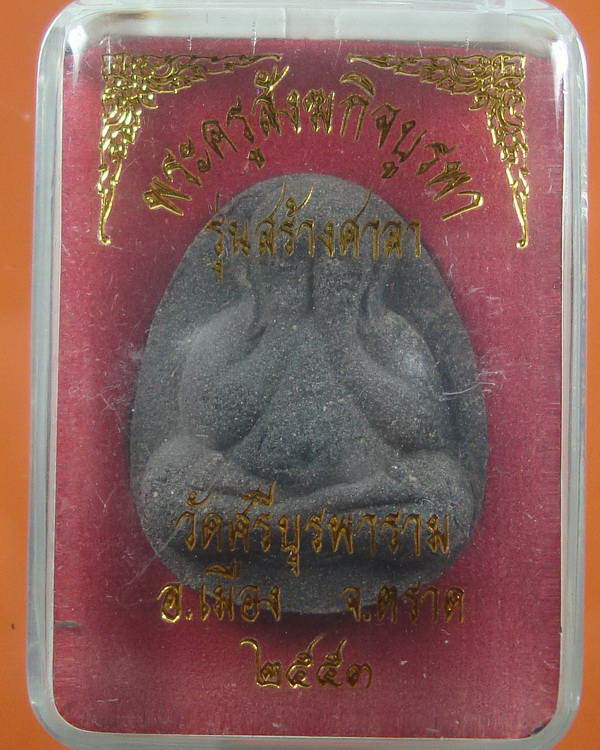 พระครูสังฆกิจบูรพา
รุ่นสร้างศาลา
วัดศรีบุรพาราม
อ.เมือง จ.ตราด
๒๕๕๓